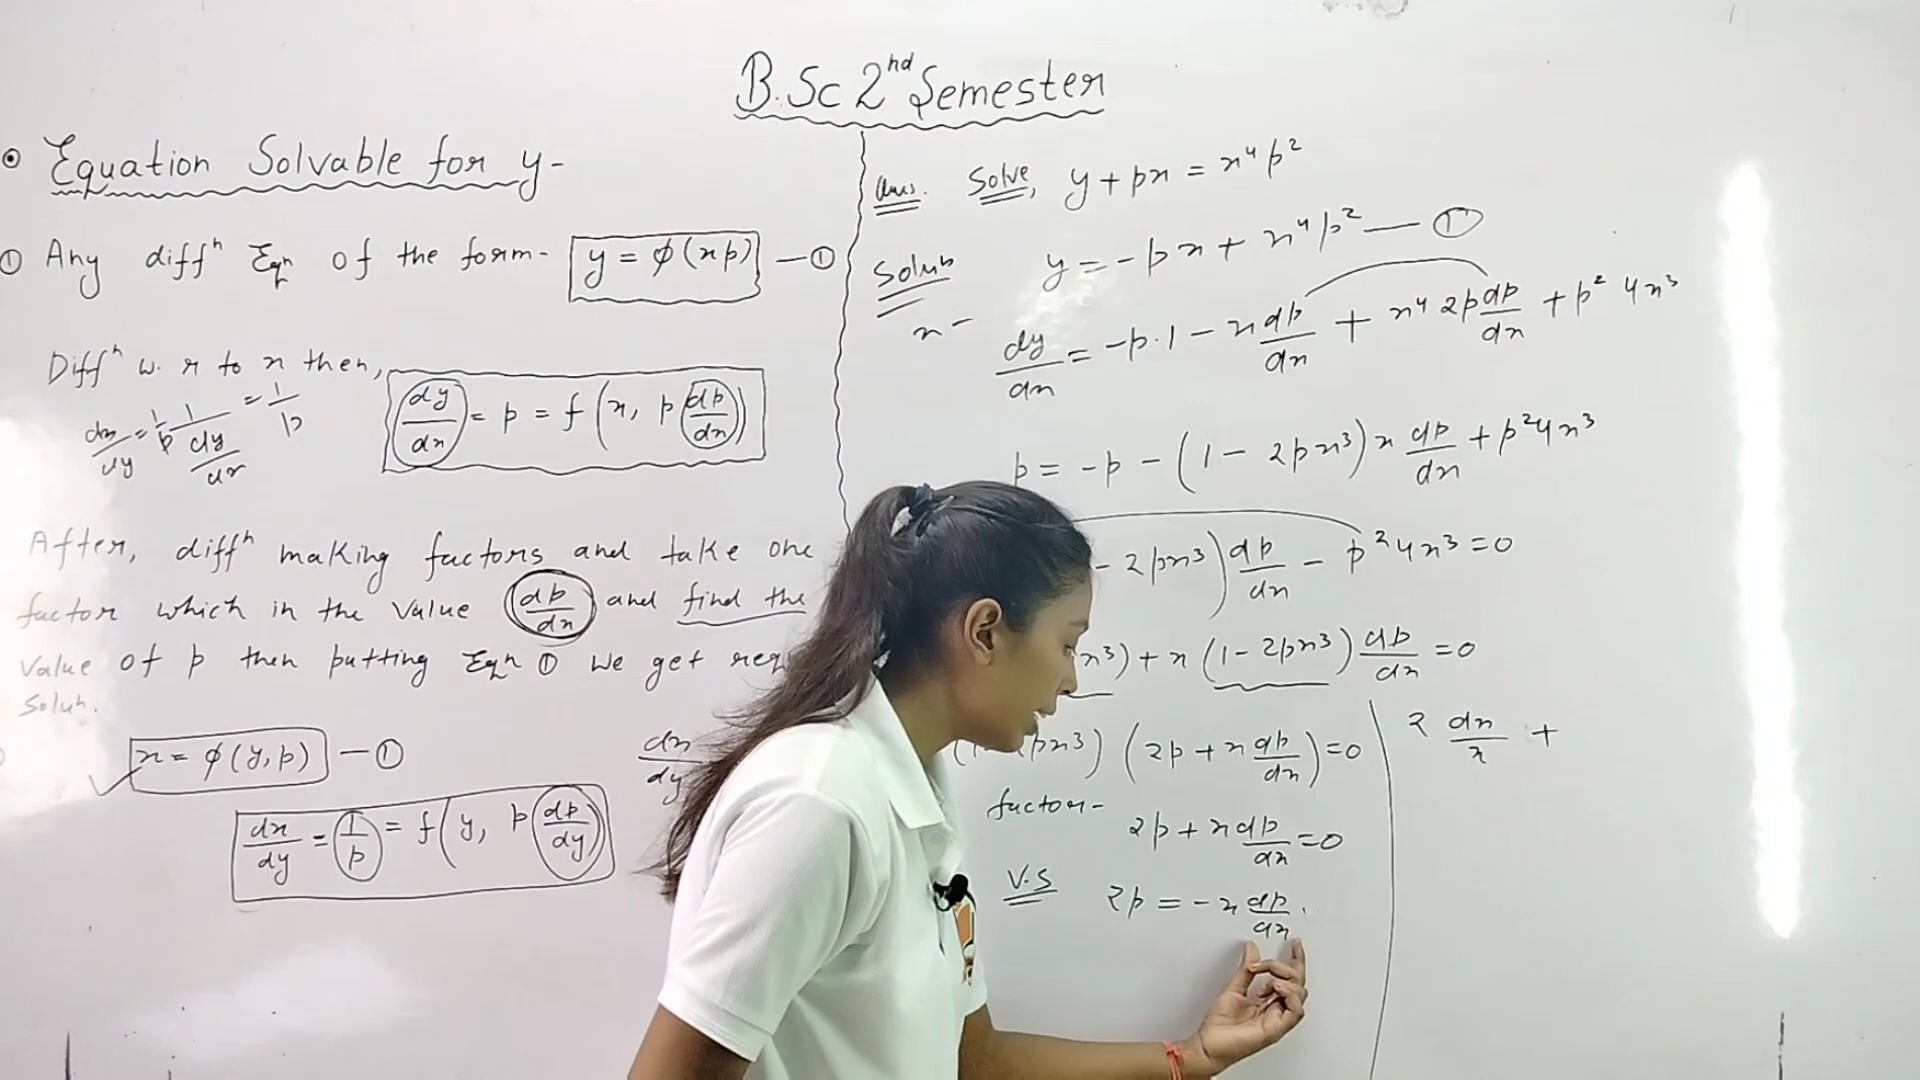 B.Sc 2nd Semester
• Equation Solvable for y-
① Any diffⁿ Eqn of the form- y = φ(x p) — ①
Diffⁿ w. r to x then,
dy/dx = p = f(x, p dp/dx)
dx/dy = 1/p 1/(dy/dx) = 1/p
After, diffⁿ making factors and take one
factor which in the value dp/dx and find the
value of p then putting Eqn ① we get req
Soluh.
x = φ(y, p) — ①
dx/dy
dx/dy = 1/p = f(y, p dp/dy)
Ques. Solve, y + px = x⁴p²
Soluh y = -px + x⁴p² — ①
x -
dy/dx = -p.1 - x dp/dx + x⁴ 2p dp/dx + p² 4x³
p = -p - (1 - 2px³) x dp/dx + p²4x³
- 2px³) dp/dx - p²4x³ = 0
x³) + x (1 - 2px³) dp/dx = 0
px³) (2p + x dp/dx) = 0
factor-
2p + x dp/dx = 0
V.S 2p = -x dp/dx
2 dx/x +